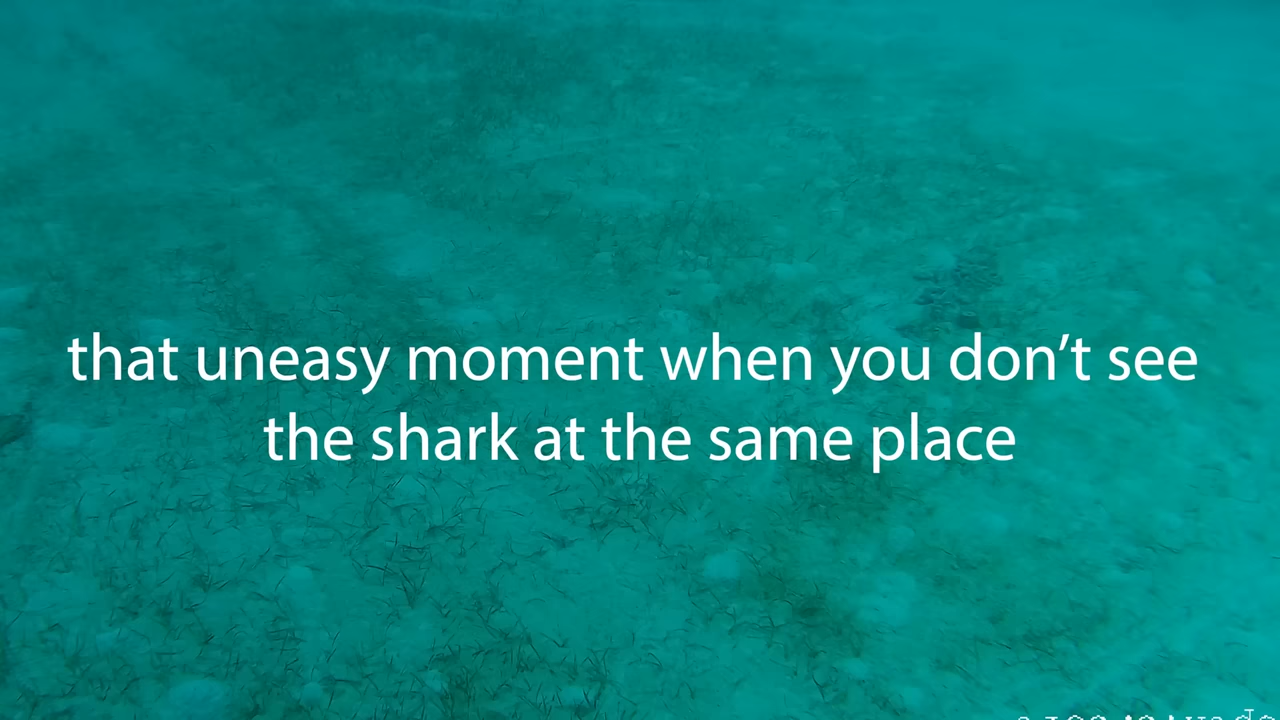 that uneasy moment when you don’t see
the shark at the same place